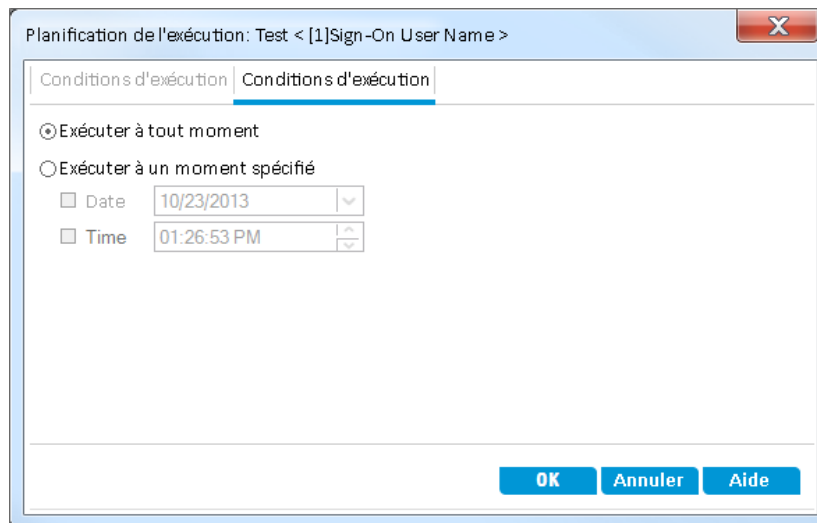 Planification de l'exécution: Test < [1]Sign-On User Name >
Conditions d'exécution Conditions d'exécution
Exécuter à tout moment
Exécuter à un moment spécifié
Date 10/23/2013
Time 01:26:53 PM
OK Annuler Aide